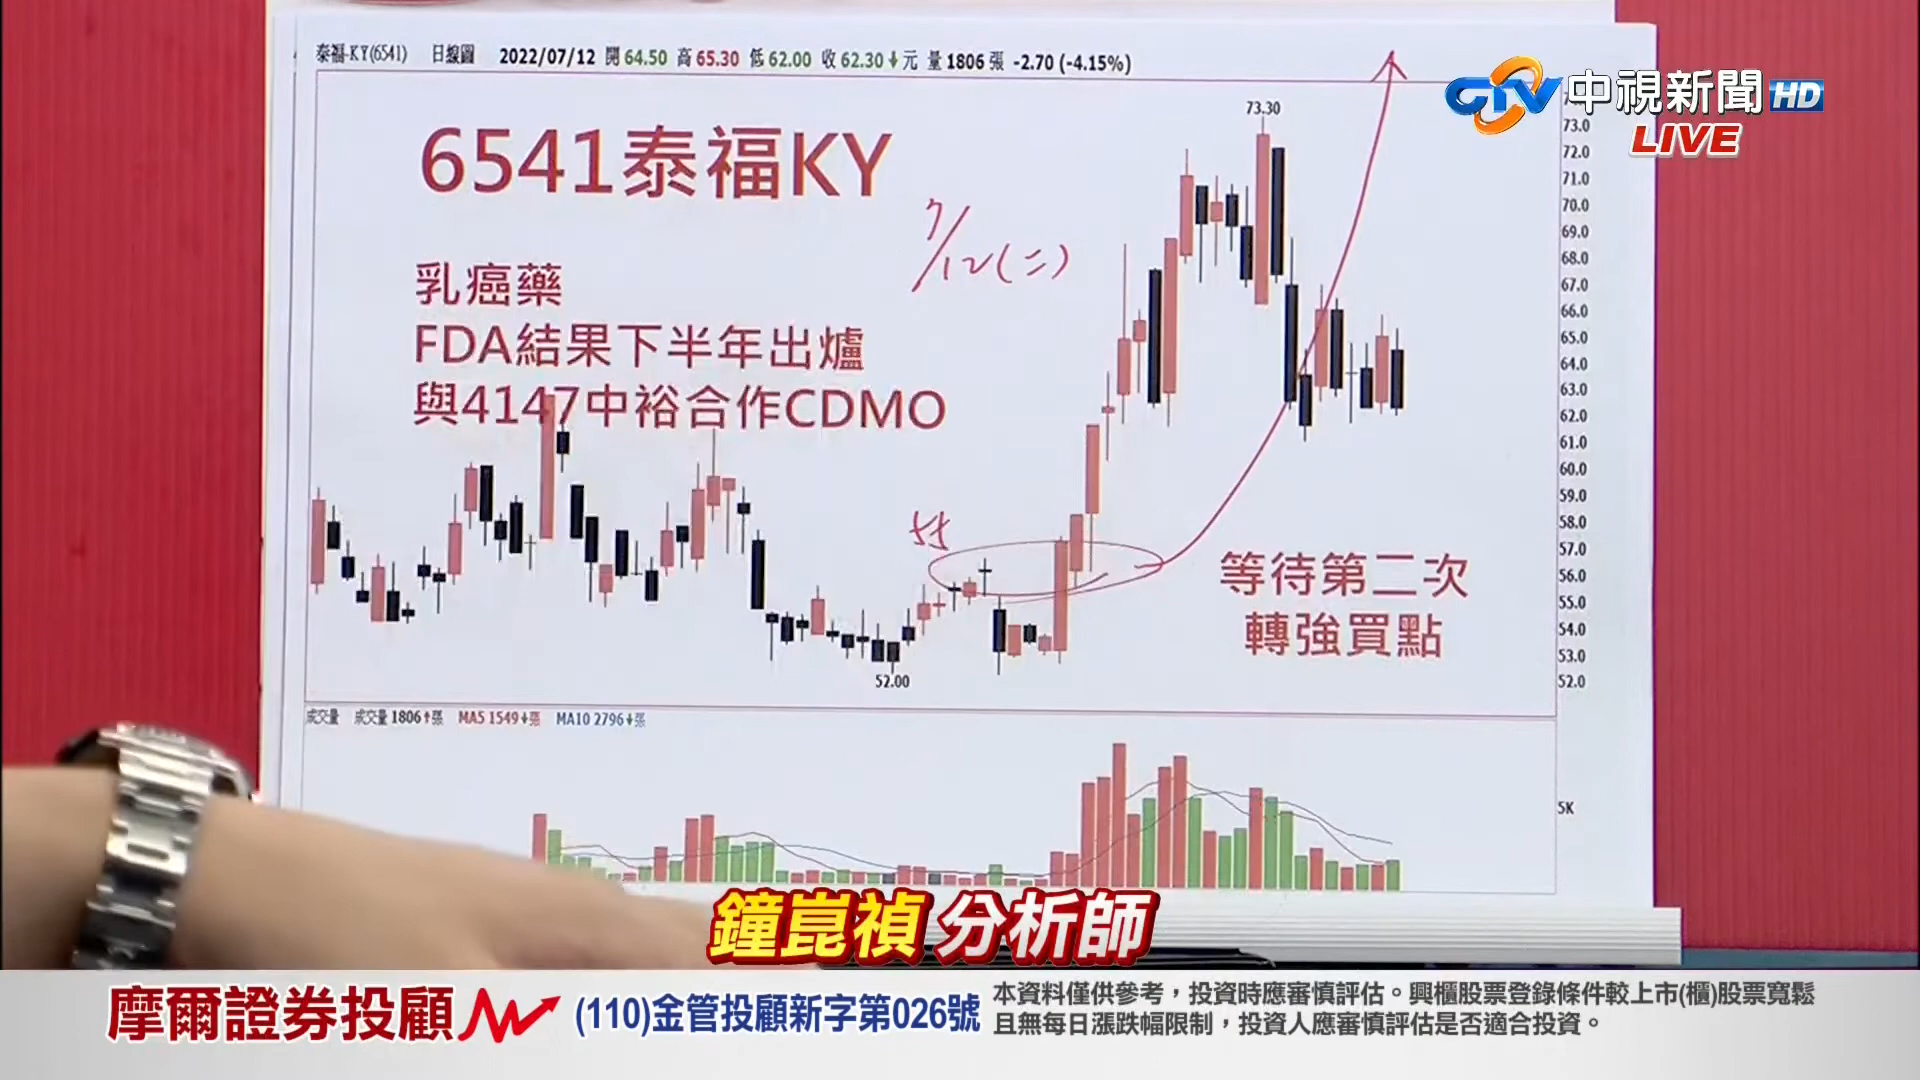 泰福-KY(6541) 日線圖 2022/07/12 開 64.50 高 65.30 低 62.00 收 62.30↓元 量 1806 張 -2.70 (-4.15%)
CTV 中視新聞 HD
LIVE
73.30
6541泰福KY
7/12(二)
乳癌藥
FDA結果下半年出爐
與4147中裕合作CDMO
73.0
72.0
71.0
70.0
69.0
68.0
67.0
66.0
65.0
64.0
63.0
62.0
61.0
60.0
59.0
58.0
57.0
56.0
55.0
54.0
53.0
52.0
等待第二次
轉強買點
52.00
成交量 成交量 1806↑張 MA5 1549↓張 MA10 2796↓張
5K
鐘崑禎 分析師
摩爾證券投顧 (110)金管投顧新字第026號
本資料僅供參考，投資時應審慎評估。興櫃股票登錄條件較上市(櫃)股票寬鬆
且無每日漲跌幅限制，投資人應審慎評估是否適合投資。